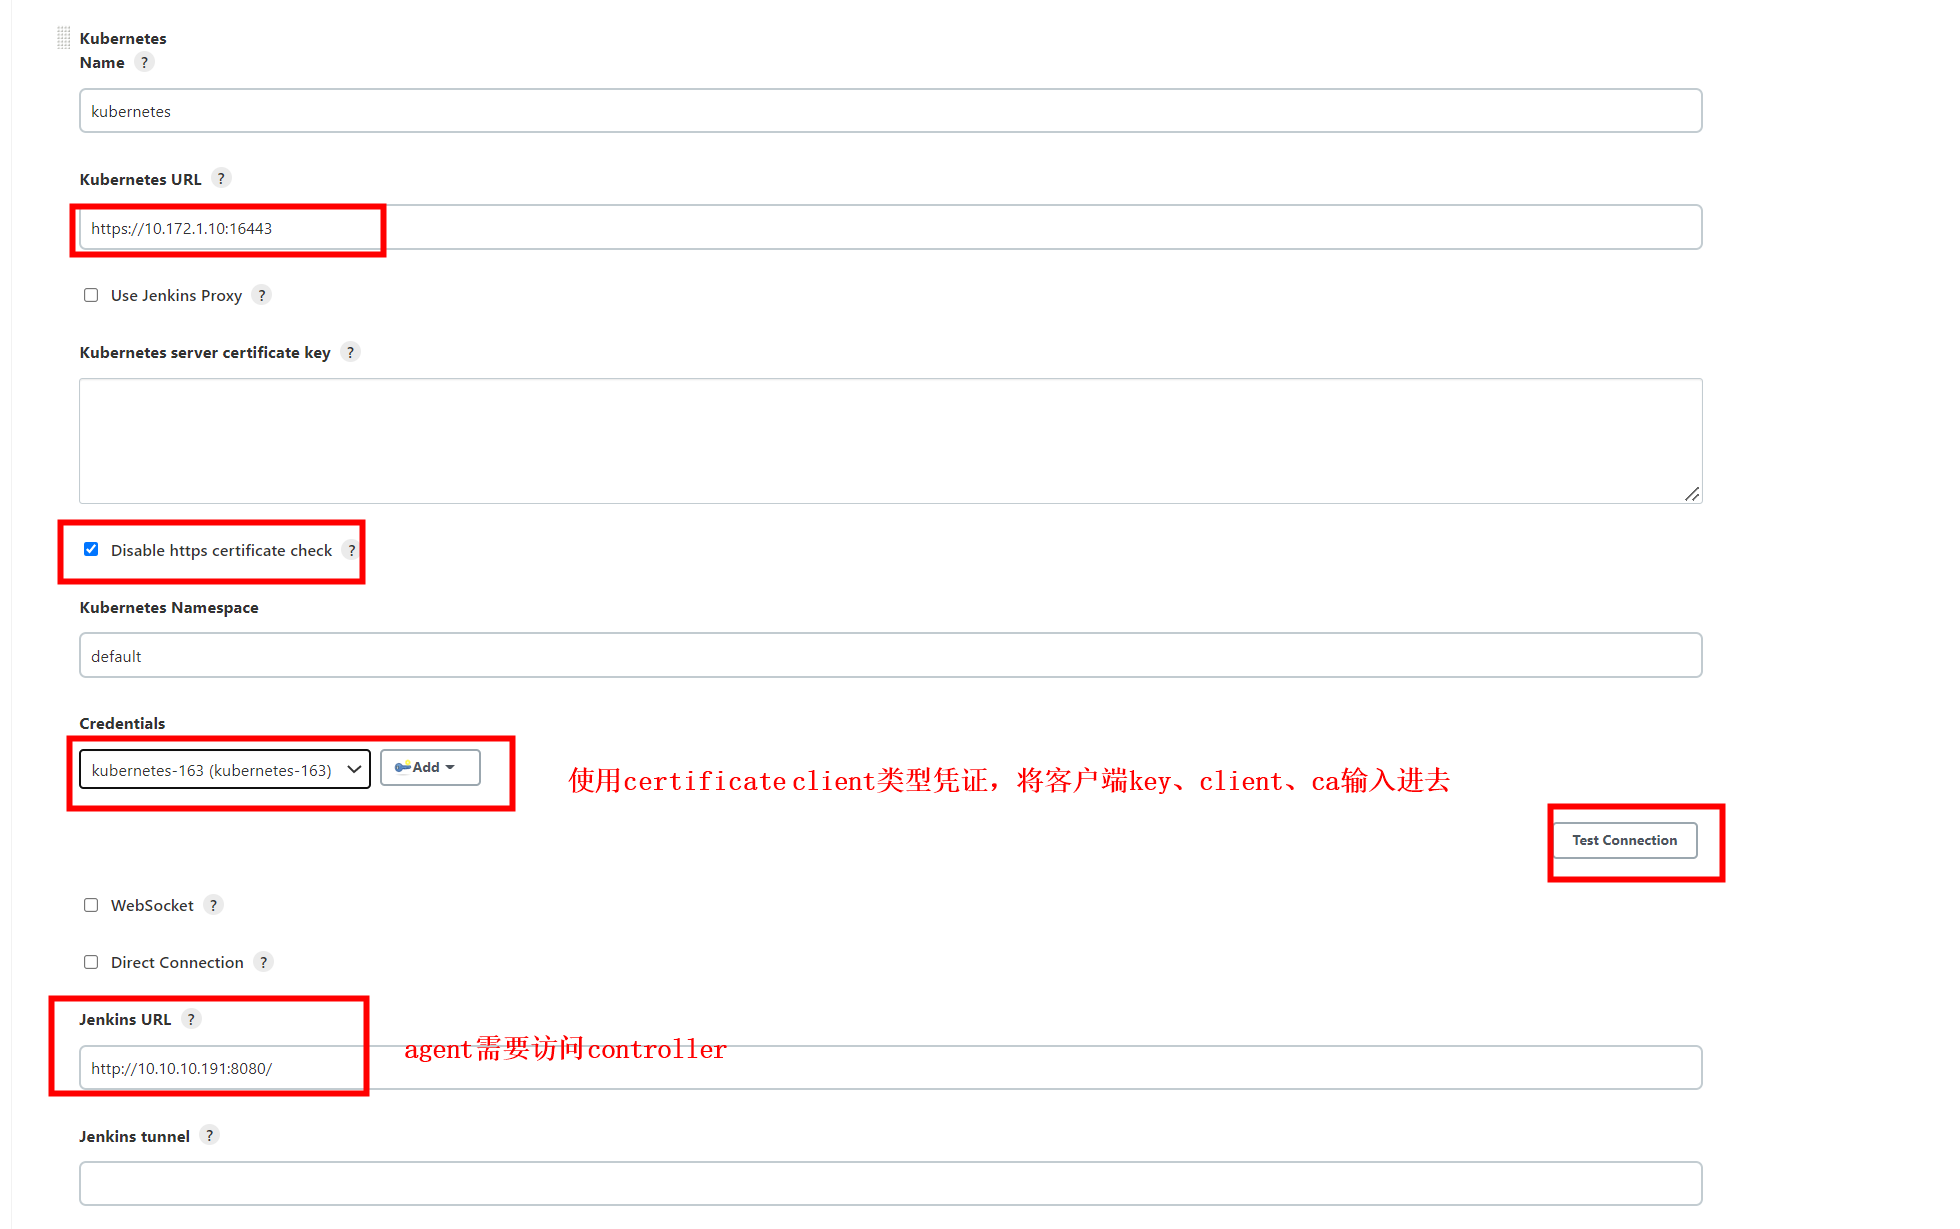 Kubernetes
Name ?
kubernetes
Kubernetes URL ?
https://10.172.1.10:16443
Use Jenkins Proxy ?
Kubernetes server certificate key ?
Disable https certificate check ?
Kubernetes Namespace
default
Credentials
kubernetes-163 (kubernetes-163) Add
使用certificate client类型凭证，将客户端key、client、ca输入进去
Test Connection
WebSocket ?
Direct Connection ?
Jenkins URL ?
agent需要访问controller
http://10.10.10.191:8080/
Jenkins tunnel ?